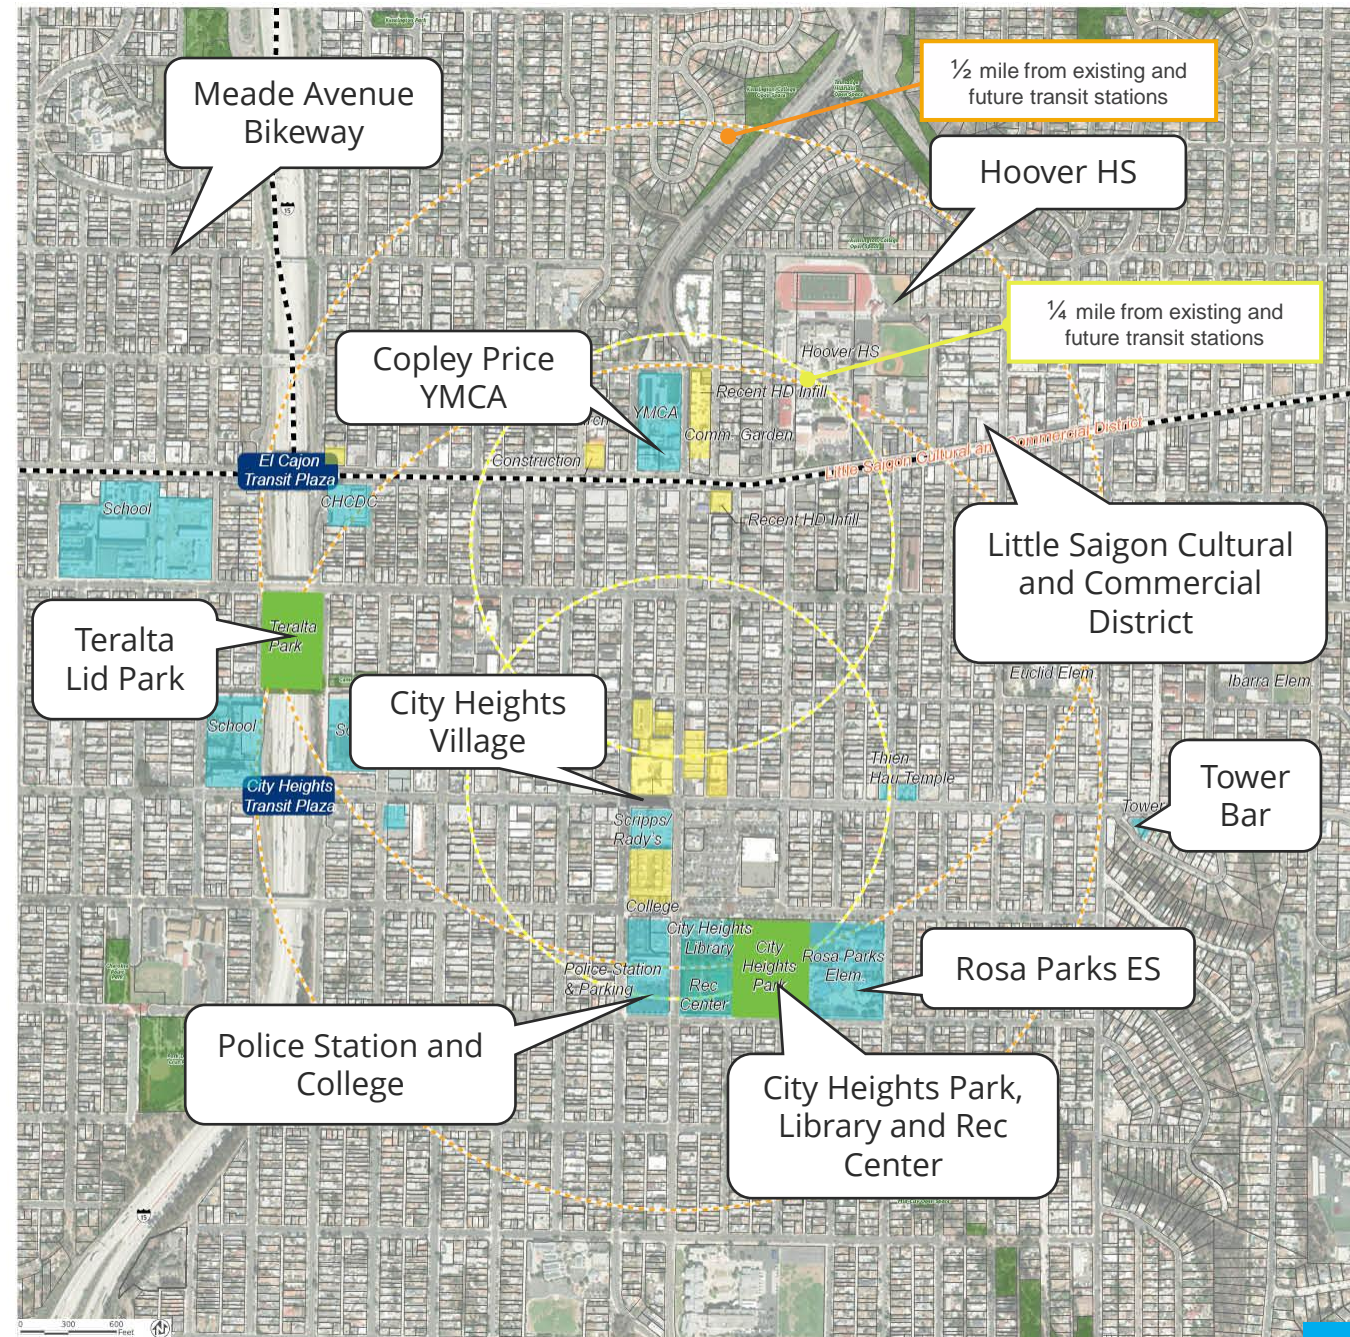 Meade Avenue
Bikeway
½ mile from existing and
future transit stations
Hoover HS
15
¼ mile from existing and
future transit stations
Copley Price
YMCA
Hoover HS
Recent HD Infill
YMCA
Comm. Garden
Construction
Little Saigon Cultural and Commercial District
El Cajon
Transit Plaza
School
CHCDC
Recent HD Infill
Little Saigon Cultural
and Commercial
District
Teralta
Lid Park
Teralta
Park
Euclid Elem
Ibarra Elem
City Heights
Village
School
Thien
Hau Temple
City Heights
Transit Plaza
Tower
Tower
Bar
Scripps/
Rady's
College
City Heights
Library
City
Heights
Park
Rosa Parks
Elem.
Rosa Parks ES
Police Station
& Parking
Rec
Center
Police Station and
College
City Heights Park,
Library and Rec
Center
15
0 300 600
Feet